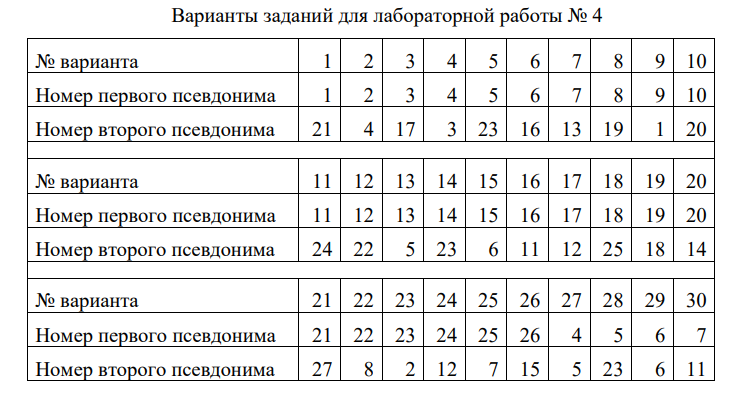 Варианты заданий для лабораторной работы № 4
№ варианта 1 2 3 4 5 6 7 8 9 10
Номер первого псевдонима 1 2 3 4 5 6 7 8 9 10
Номер второго псевдонима 21 4 17 3 23 16 13 19 1 20
№ варианта 11 12 13 14 15 16 17 18 19 20
Номер первого псевдонима 11 12 13 14 15 16 17 18 19 20
Номер второго псевдонима 24 22 5 23 6 11 12 25 18 14
№ варианта 21 22 23 24 25 26 27 28 29 30
Номер первого псевдонима 21 22 23 24 25 26 4 5 6 7
Номер второго псевдонима 27 8 2 12 7 15 5 23 6 11